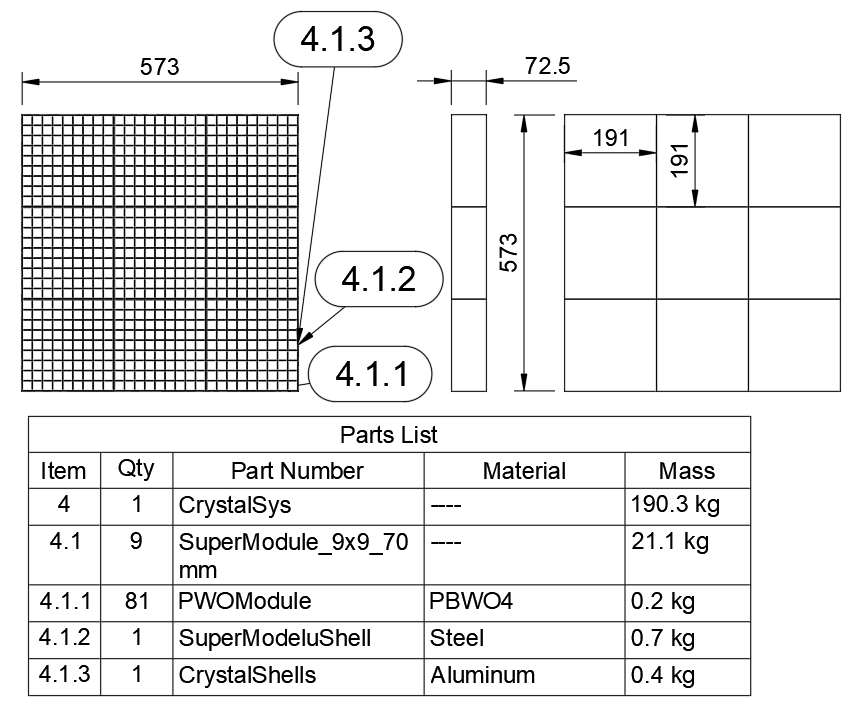 4.1.3
573
72.5
191
191
573
4.1.2
4.1.1
Parts List
Item Qty Part Number Material Mass
4 1 CrystalSys ---- 190.3 kg
4.1 9 SuperModule_9x9_70 ---- 21.1 kg
mm
4.1.1 81 PWOModule PBWO4 0.2 kg
4.1.2 1 SuperModeluShell Steel 0.7 kg
4.1.3 1 CrystalShells Aluminum 0.4 kg